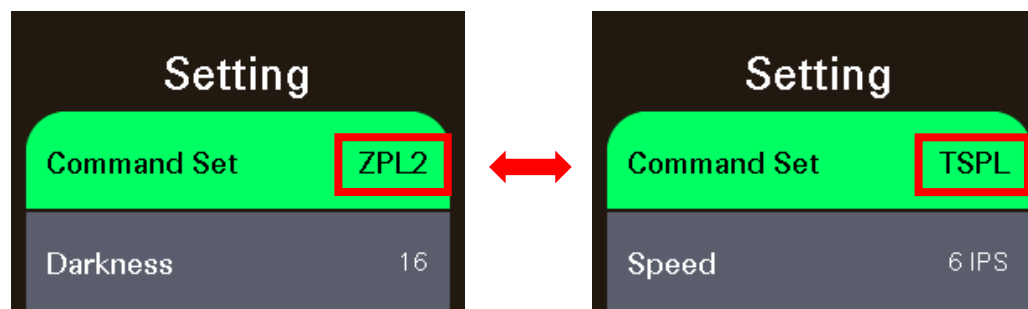 Setting
Command Set ZPL2
Darkness 16
Setting
Command Set TSPL
Speed 6 IPS